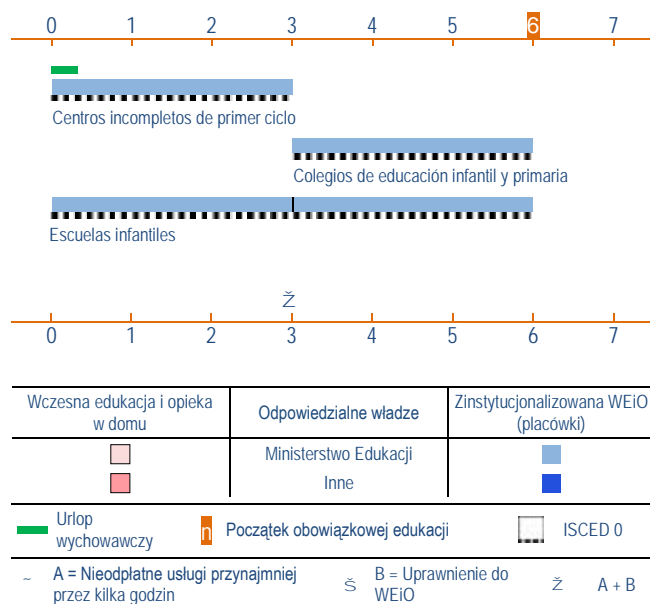 0 1 2 3 4 5 6 7
Centros incompletos de primer ciclo
Colegios de educación infantil y primaria
Escuelas infantiles
Ž
0 1 2 3 4 5 6 7
Wczesna edukacja i opieka w domu
Odpowiedzialne władze
Zinstytucjonalizowana WEiO (placówki)
Ministerstwo Edukacji
Inne
Urlop wychowawczy
n Początek obowiązkowej edukacji
ISCED 0
~ A = Nieodpłatne usługi przynajmniej przez kilka godzin
Š B = Uprawnienie do WEiO
Ž A + B